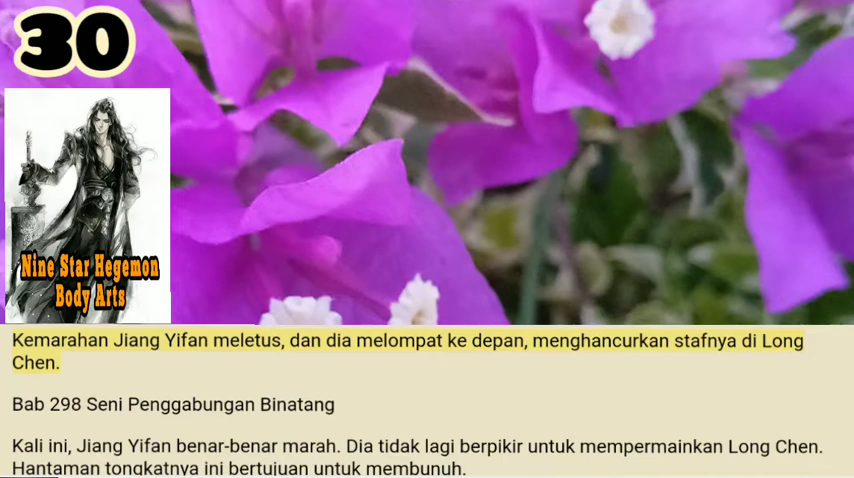 30
Nine Star Hegemon
Body Arts
Kemarahan Jiang Yifan meletus, dan dia melompat ke depan, menghancurkan stafnya di Long
Chen.
Bab 298 Seni Penggabungan Binatang
Kali ini, Jiang Yifan benar-benar marah. Dia tidak lagi berpikir untuk mempermainkan Long Chen.
Hantaman tongkatnya ini bertujuan untuk membunuh.